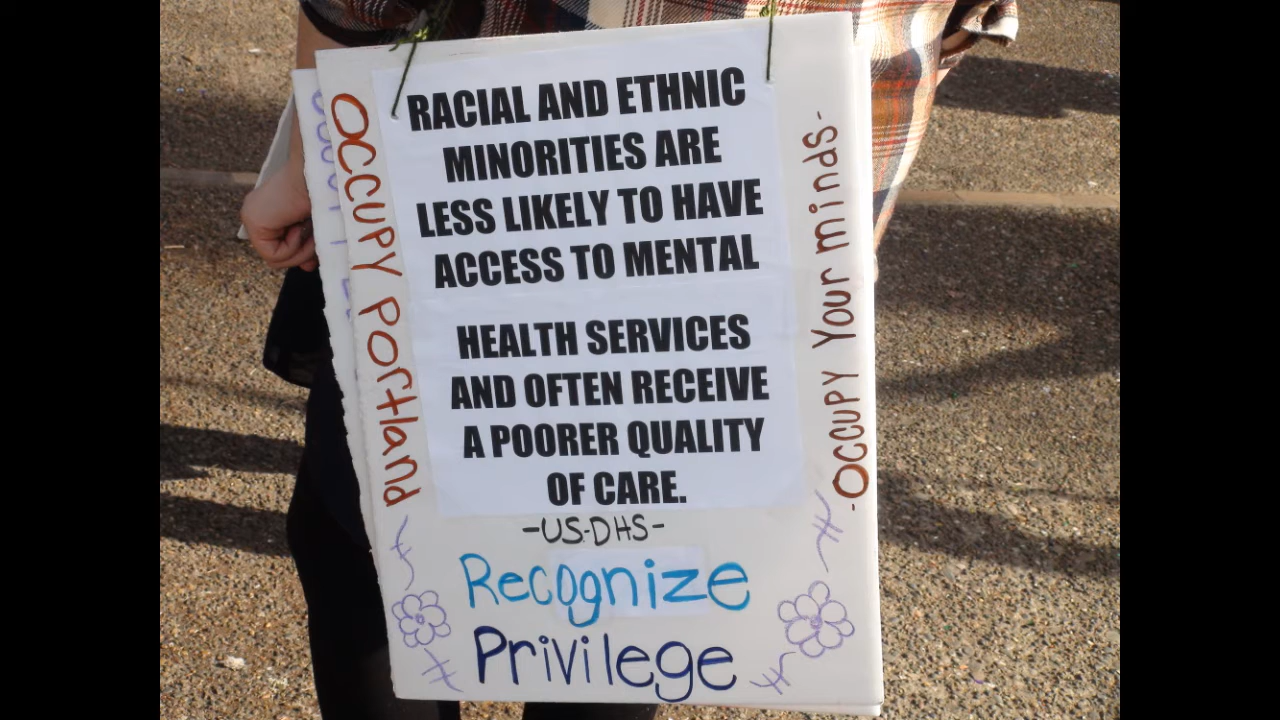 RACIAL AND ETHNIC
MINORITIES ARE
LESS LIKELY TO HAVE
ACCESS TO MENTAL
HEALTH SERVICES
AND OFTEN RECEIVE
A POORER QUALITY
OF CARE.
-US-DHS-
Recognize
Privilege
OCCUPY Portland
-OCCUPY Your minds-